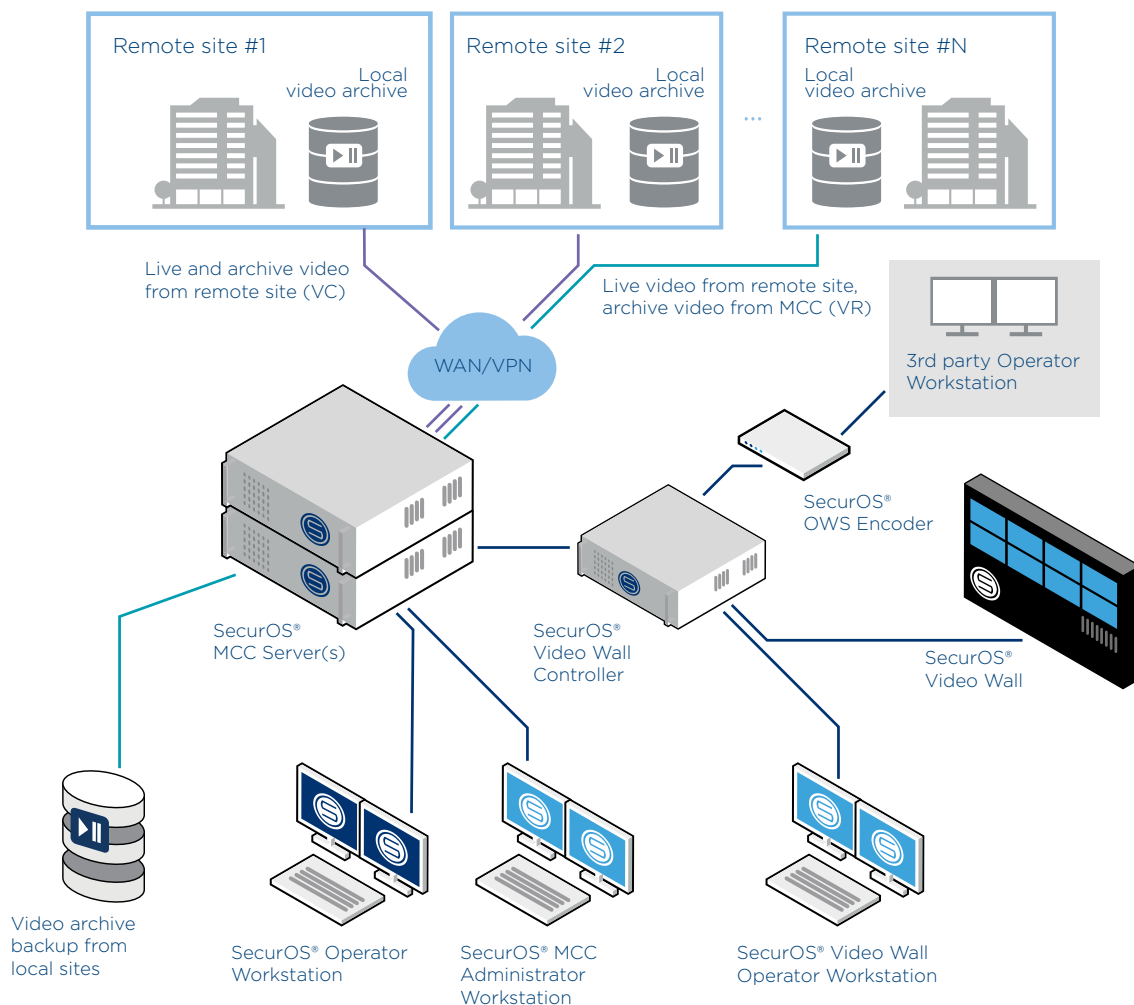 Remote site #1
Local
video archive
Remote site #2
Local
video archive
...
Remote site #N
Local
video archive
Live and archive video
from remote site (VC)
Live video from remote site,
archive video from MCC (VR)
WAN/VPN
3rd party Operator
Workstation
SecurOS®
OWS Encoder
SecurOS®
MCC Server(s)
SecurOS®
Video Wall
Controller
SecurOS®
Video Wall
Video archive
backup from
local sites
SecurOS® Operator
Workstation
SecurOS® MCC
Administrator
Workstation
SecurOS® Video Wall
Operator Workstation